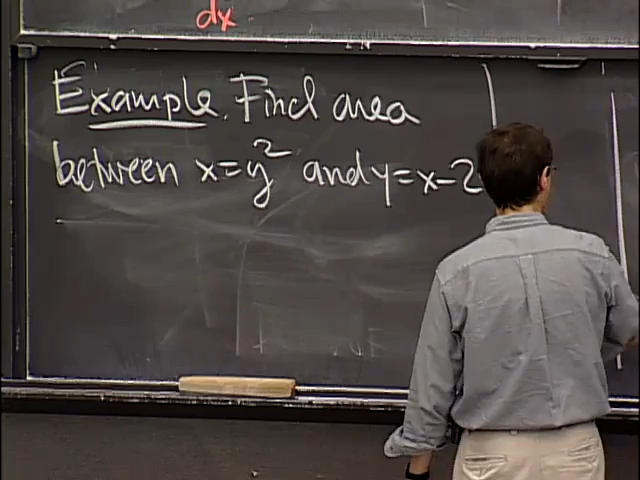 dx
Example. Find area
between x=y² and y=x-2